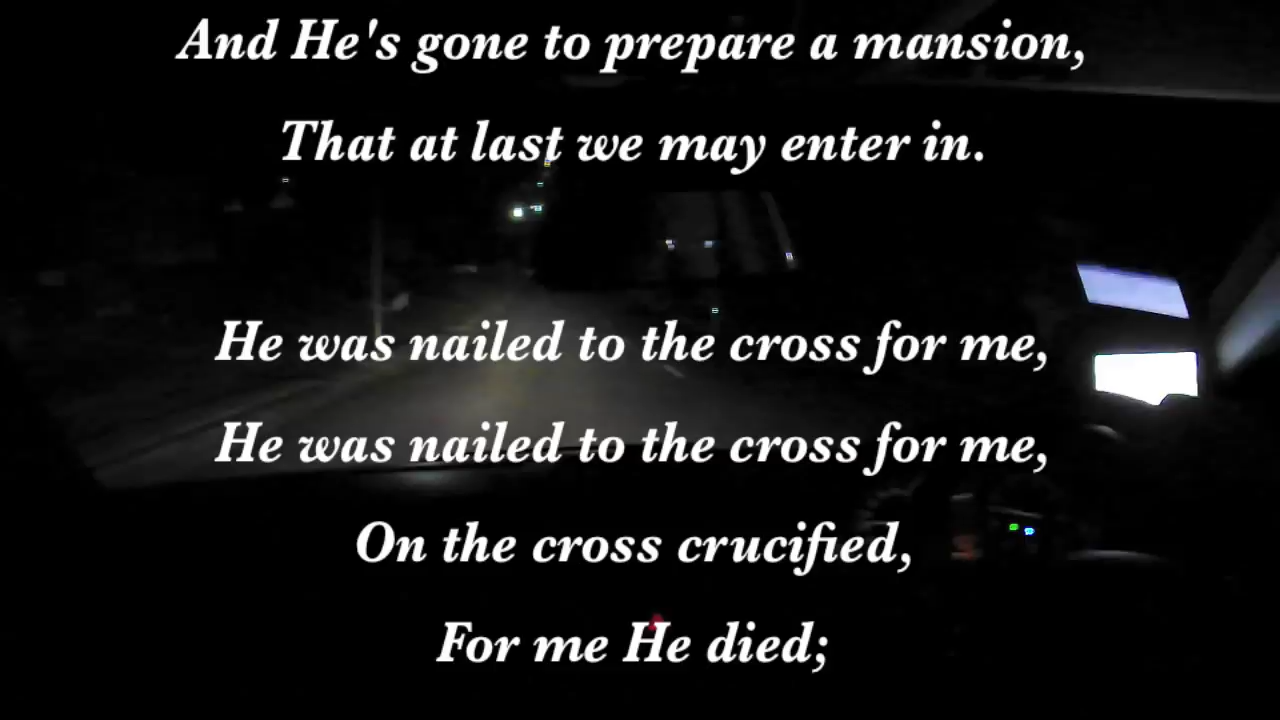 And He's gone to prepare a mansion,
That at last we may enter in.
He was nailed to the cross for me,
He was nailed to the cross for me,
On the cross crucified,
For me He died;